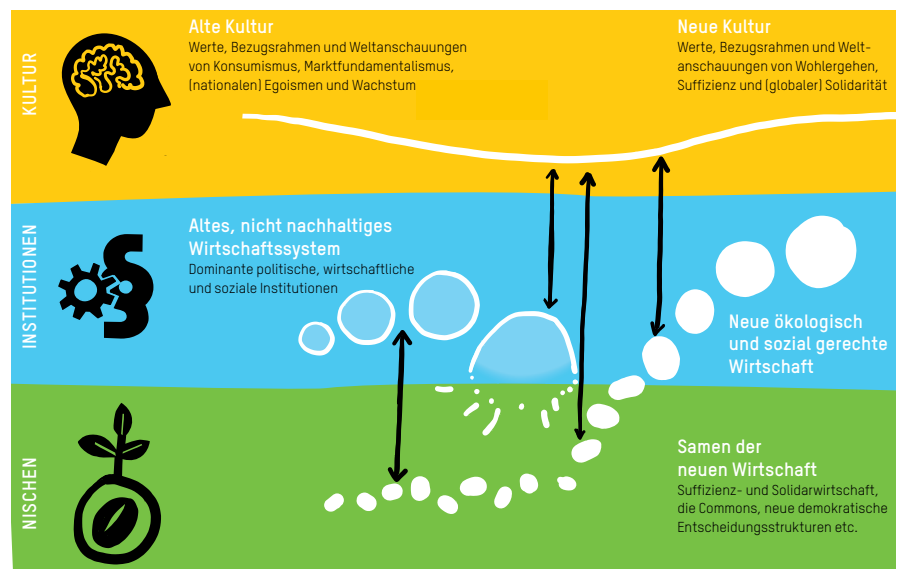 KULTUR
Alte Kultur
Werte, Bezugsrahmen und Weltanschauungen
von Konsumismus, Marktfundamentalismus,
(nationalen) Egoismen und Wachstum
Neue Kultur
Werte, Bezugsrahmen und Welt-
anschauungen von Wohlergehen,
Suffizienz und (globaler) Solidarität
INSTITUTIONEN
§
Altes, nicht nachhaltiges
Wirtschaftssystem
Dominante politische, wirtschaftliche
und soziale Institutionen
Neue ökologisch
und sozial gerechte
Wirtschaft
NISCHEN
Samen der
neuen Wirtschaft
Suffizienz- und Solidarwirtschaft,
die Commons, neue demokratische
Entscheidungsstrukturen etc.